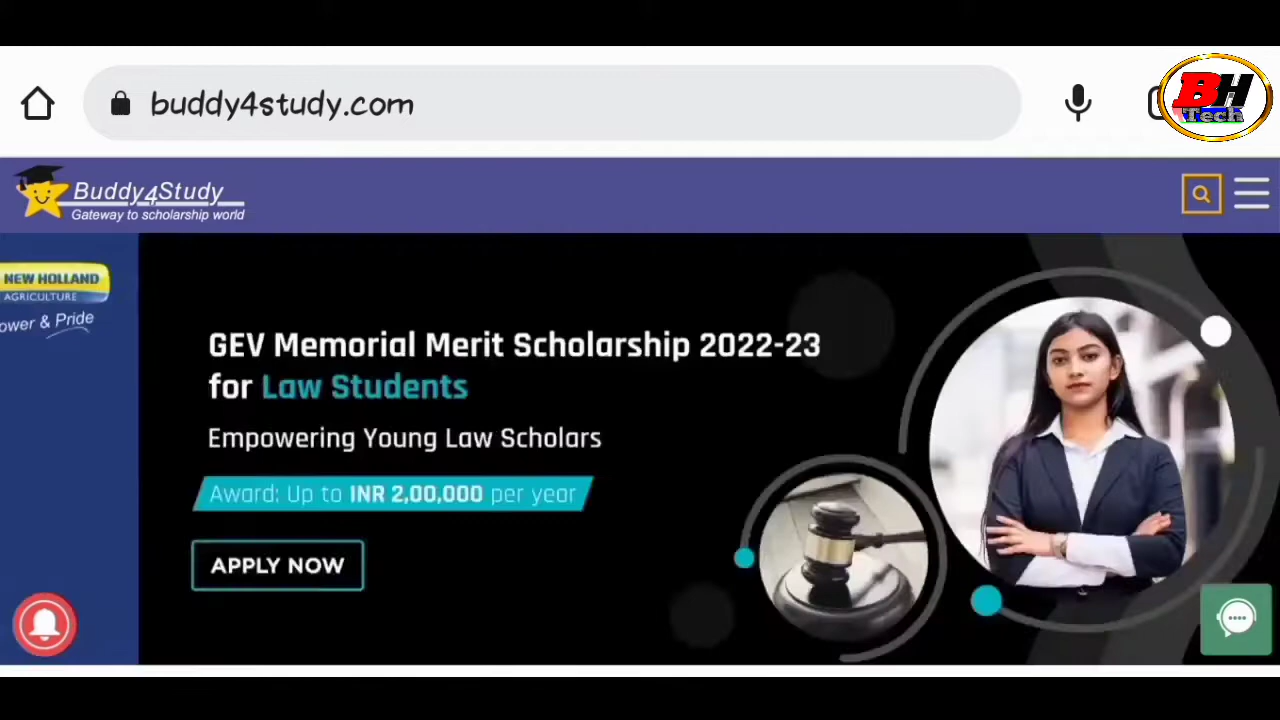 buddy4study.com
BH
Tech
Buddy4Study
Gateway to scholarship world
NEW HOLLAND
AGRICULTURE
ower & Pride
GEV Memorial Merit Scholarship 2022-23
for Law Students
Empowering Young Law Scholars
Award: Up to INR 2,00,000 per year
APPLY NOW